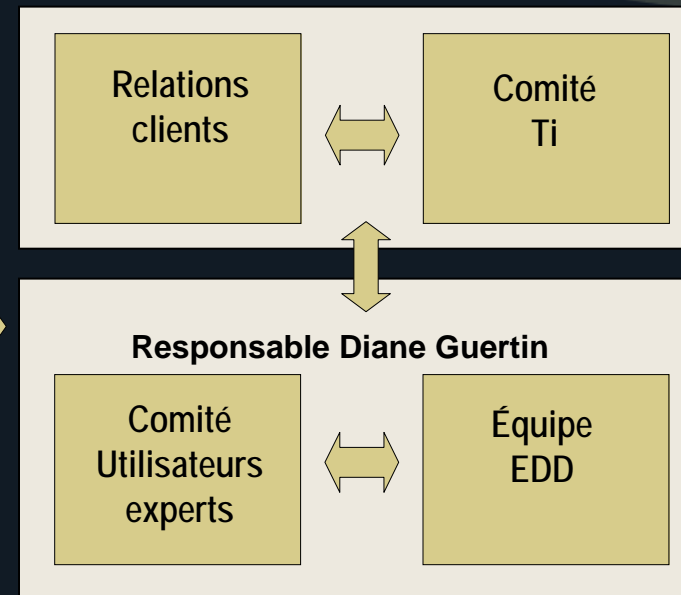 Relations
clients
Comité
Ti
Responsable Diane Guertin
Comité
Utilisateurs
experts
Équipe
EDD